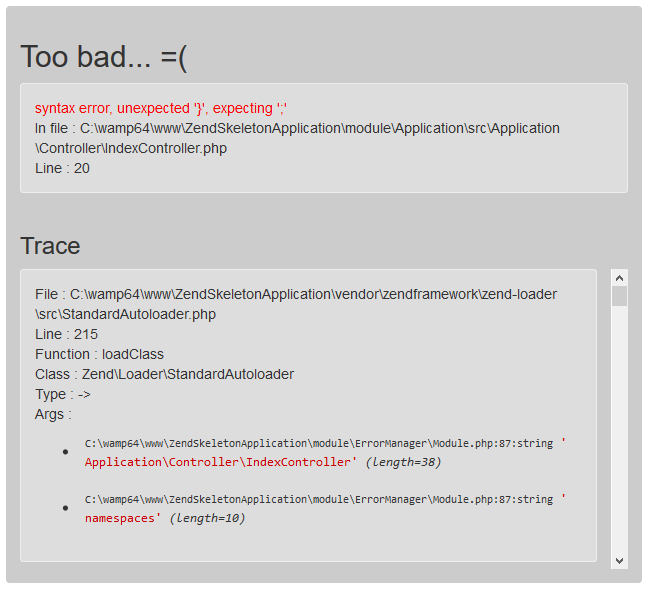 Too bad... =(
syntax error, unexpected '}', expecting ';'
In file : C:\wamp64\www\ZendSkeletonApplication\module\Application\src\Application
\Controller\IndexController.php
Line : 20
Trace
File : C:\wamp64\www\ZendSkeletonApplication\vendor\zendframework\zend-loader
\src\StandardAutoloader.php
Line : 215
Function : loadClass
Class : Zend\Loader\StandardAutoloader
Type : ->
Args :
C:\wamp64\www\ZendSkeletonApplication\module\ErrorManager\Module.php:87:string '
Application\Controller\IndexController' (length=38)
C:\wamp64\www\ZendSkeletonApplication\module\ErrorManager\Module.php:87:string '
namespaces' (length=10)